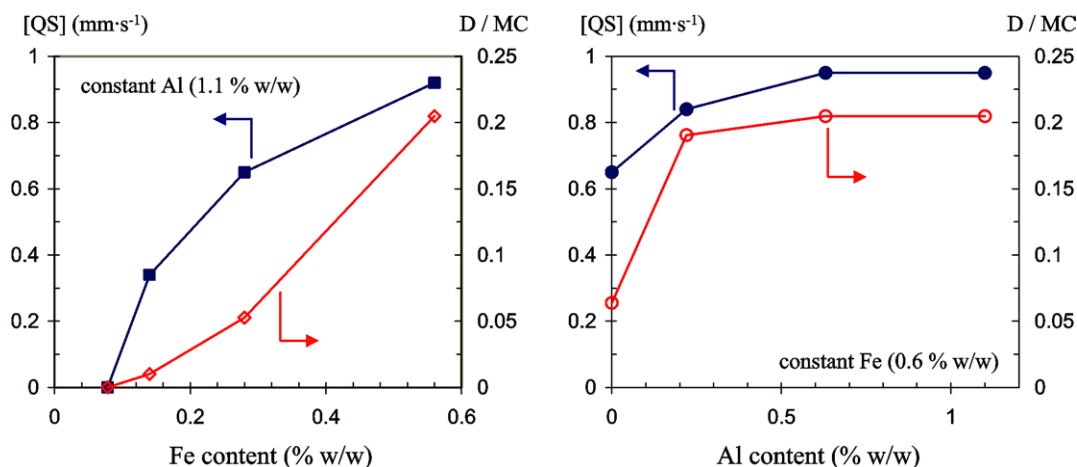 [QS] (mm·s⁻¹) D / MC
1 0.25
constant Al (1.1 % w/w)
0.8 0.2
0.6 0.15
0.4 0.1
0.2 0.05
0 0
0 0.2 0.4 0.6
Fe content (% w/w)
[QS] (mm·s⁻¹) D / MC
1 0.25
0.8 0.2
0.6 0.15
0.4 0.1
0.2 0.05
constant Fe (0.6 % w/w)
0 0
0 0.5 1
Al content (% w/w)